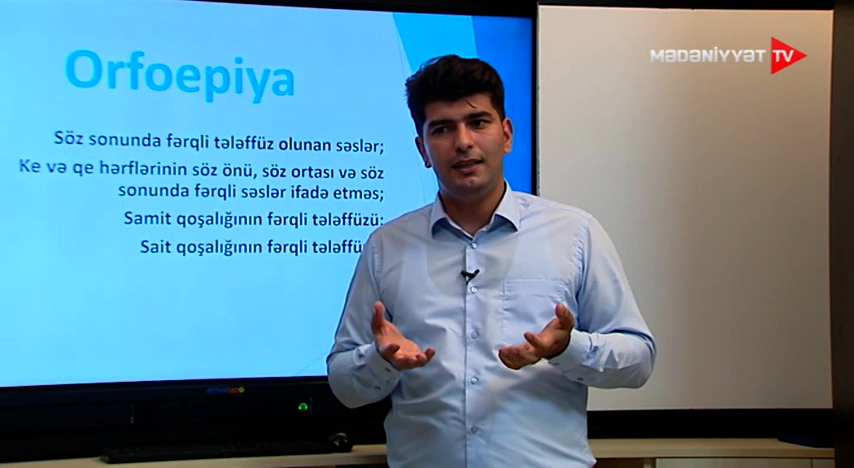 Orfoepiya
MƏDƏNİYYƏT TV
Söz sonunda fərqli tələffüz olunan səslər;
Ke və qe hərflərinin söz önü, söz ortası və söz
sonunda fərqli səslər ifadə etməs;
Samit qoşalığının fərqli tələffüzü;
Sait qoşalığının fərqli